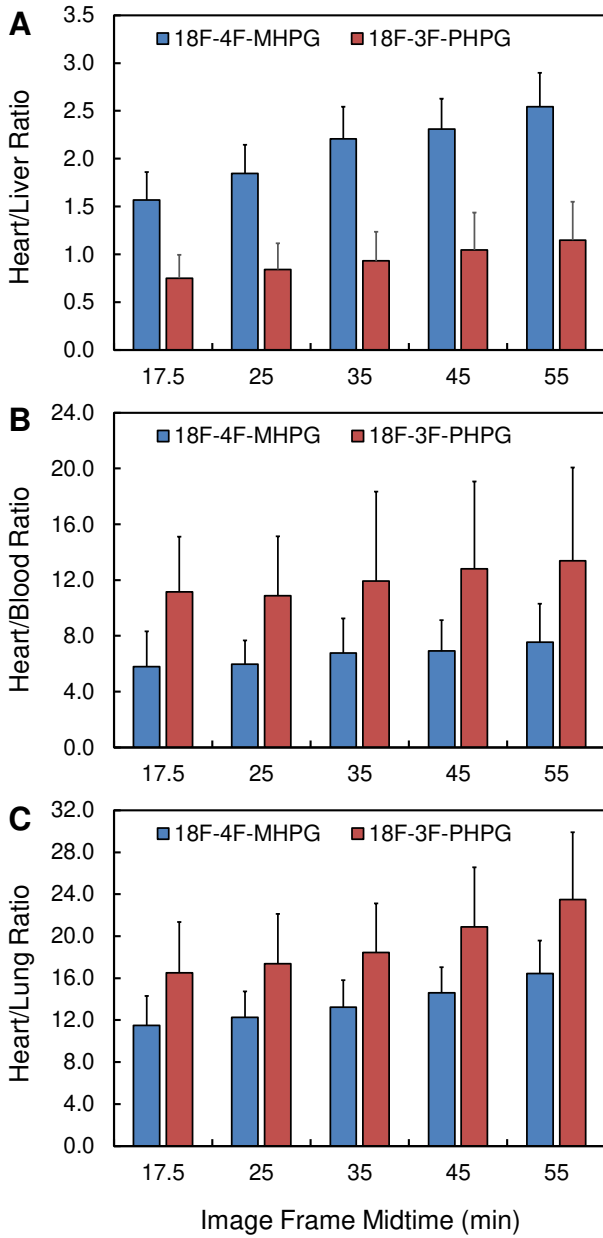 A
Heart/Liver Ratio
3.5
3.0
2.5
2.0
1.5
1.0
0.5
0.0
18F-4F-MHPG 18F-3F-PHPG
17.5 25 35 45 55
B
Heart/Blood Ratio
24.0
20.0
16.0
12.0
8.0
4.0
0.0
18F-4F-MHPG 18F-3F-PHPG
17.5 25 35 45 55
C
Heart/Lung Ratio
32.0
28.0
24.0
20.0
16.0
12.0
8.0
4.0
0.0
18F-4F-MHPG 18F-3F-PHPG
17.5 25 35 45 55
Image Frame Midtime (min)